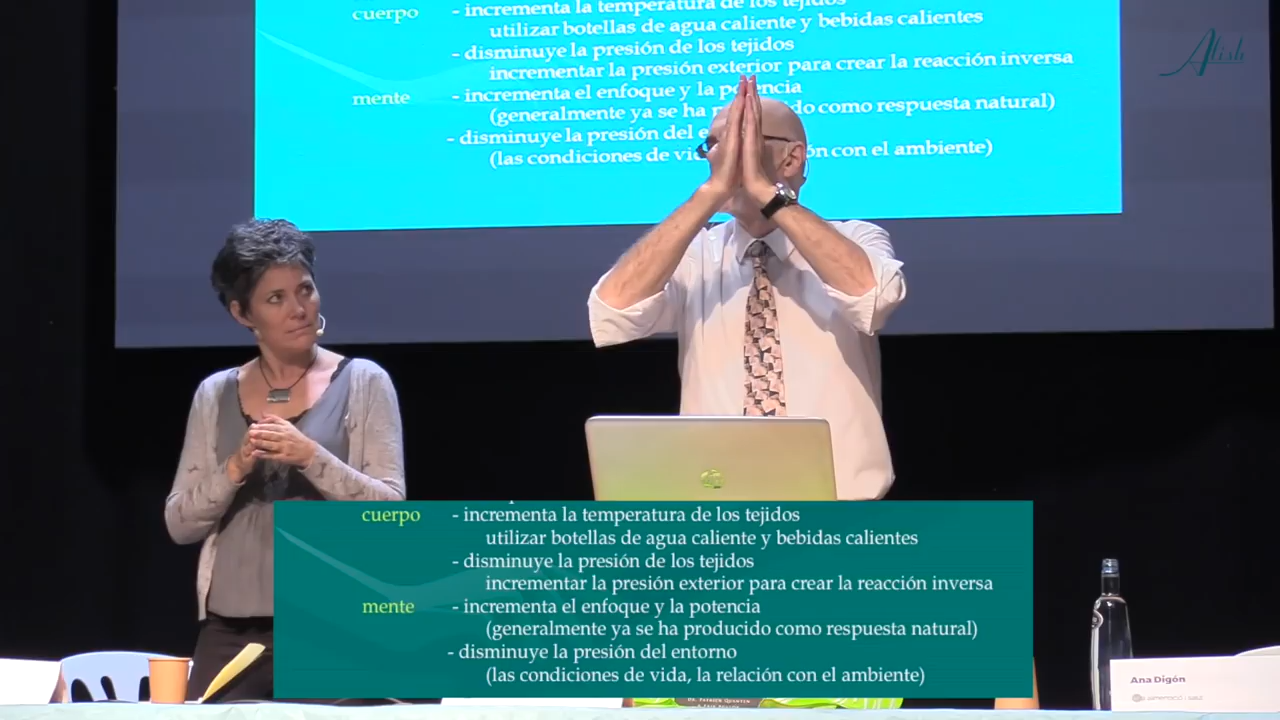 cuerpo - incrementa la temperatura de los tejidos
utilizar botellas de agua caliente y bebidas calientes
- disminuye la presión de los tejidos
incrementar la presión exterior para crear la reacción inversa
mente - incrementa el enfoque y la potencia
(generalmente ya se ha pro do como respuesta natural)
- disminuye la presión del e
(las condiciones de vid ón con el ambiente)
Alish
cuerpo - incrementa la temperatura de los tejidos
utilizar botellas de agua caliente y bebidas calientes
- disminuye la presión de los tejidos
incrementar la presión exterior para crear la reacción inversa
mente - incrementa el enfoque y la potencia
(generalmente ya se ha producido como respuesta natural)
- disminuye la presión del entorno
(las condiciones de vida, la relación con el ambiente)
Ana Digón